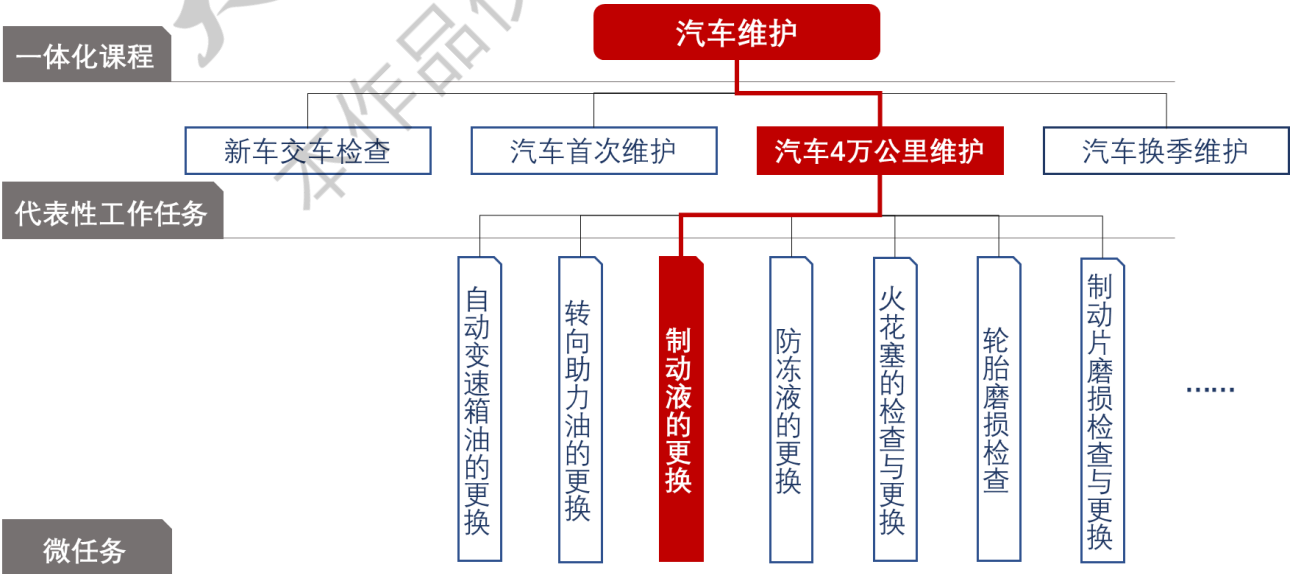 本作品仅
汽车维护
一体化课程
新车交车检查
汽车首次维护
汽车4万公里维护
汽车换季维护
代表性工作任务
自动变速箱油的更换
转向助力油的更换
制动液的更换
防冻液的更换
火花塞的检查与更换
轮胎磨损检查
制动片磨损检查与更换
……
微任务